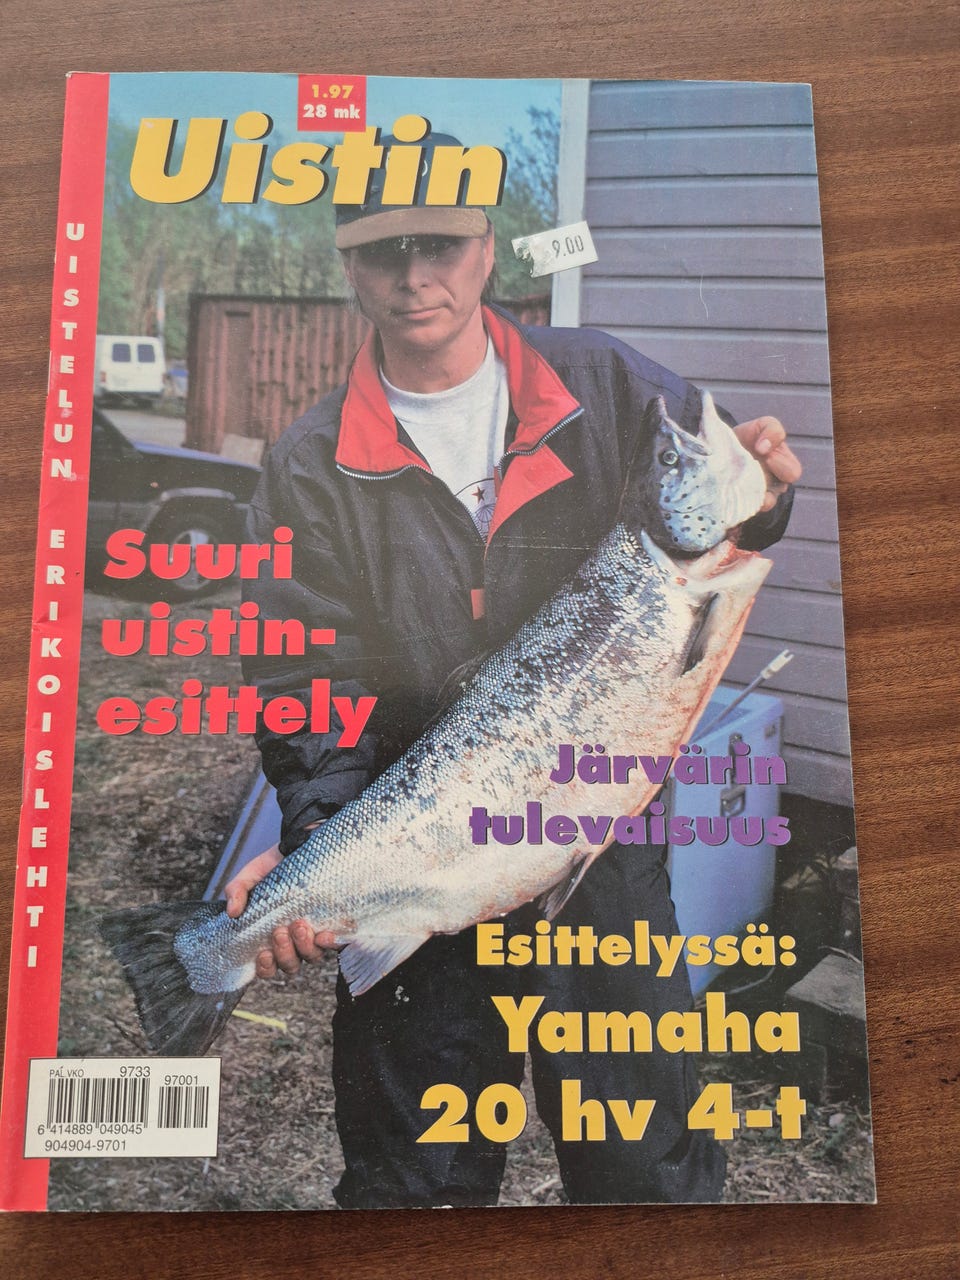 1.97
28 mk
Uistin
9.00
UISTELUN ERIKOISLEHTI
Suuri
uistin-
esittely
Järvärin
tulevaisuus
Esittelyssä:
Yamaha
20 hv 4-t
PÄÄL.VKO 9733
97001
6 414889 049045
904904-9701